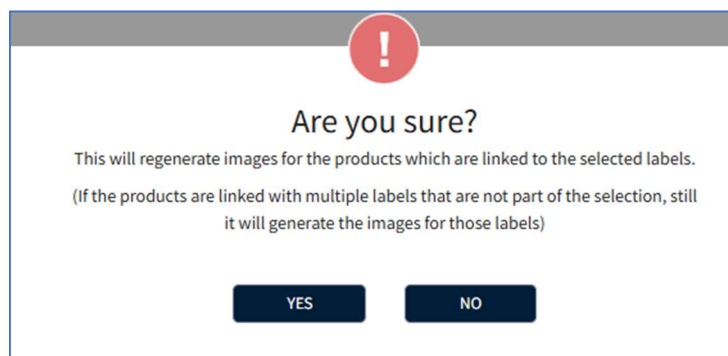 !
Are you sure?
This will regenerate images for the products which are linked to the selected labels.
(If the products are linked with multiple labels that are not part of the selection, still
it will generate the images for those labels)
YES
NO